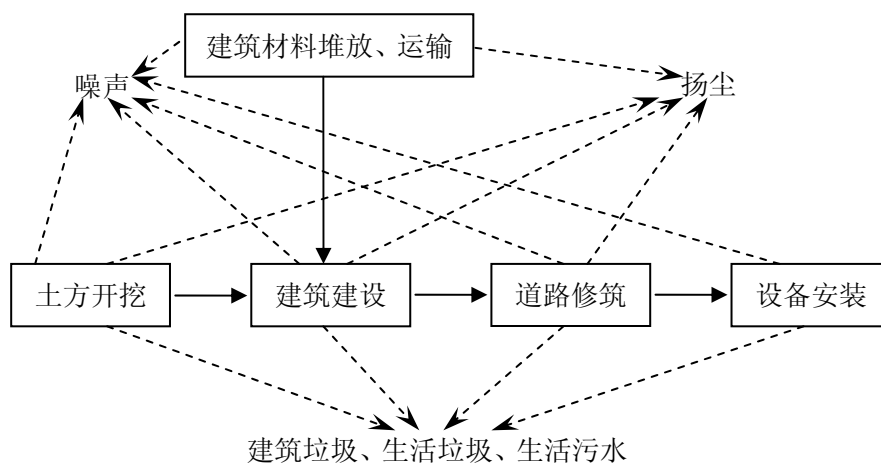 建筑材料堆放、运输
噪声
扬尘
土方开挖
建筑建设
道路修筑
设备安装
建筑垃圾、生活垃圾、生活污水